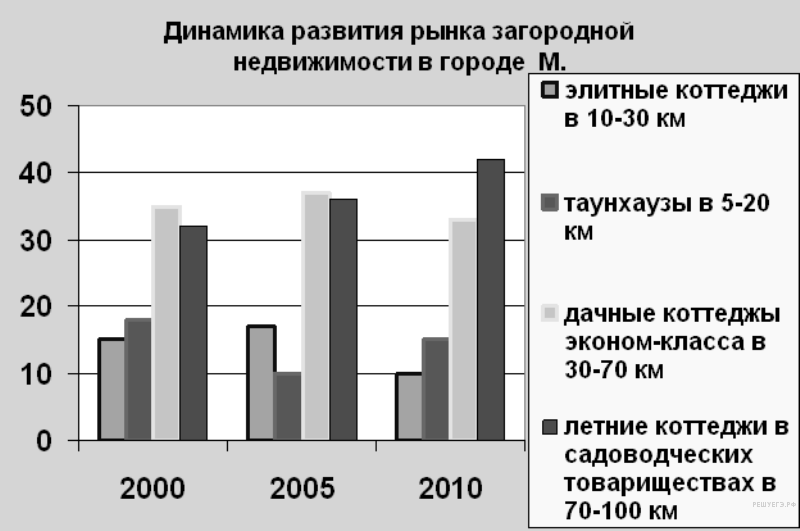 Динамика развития рынка загородной
недвижимости в городе М.
50
40
30
20
10
0
2000
2005
2010
элитные коттеджи
в 10-30 км
таунхаузы в 5-20
км
дачные коттеджы
эконом-класса в
30-70 км
летние коттеджи в
садоводческих
товариществах в
70-100 км
РЕШУЕГЭ.РФ